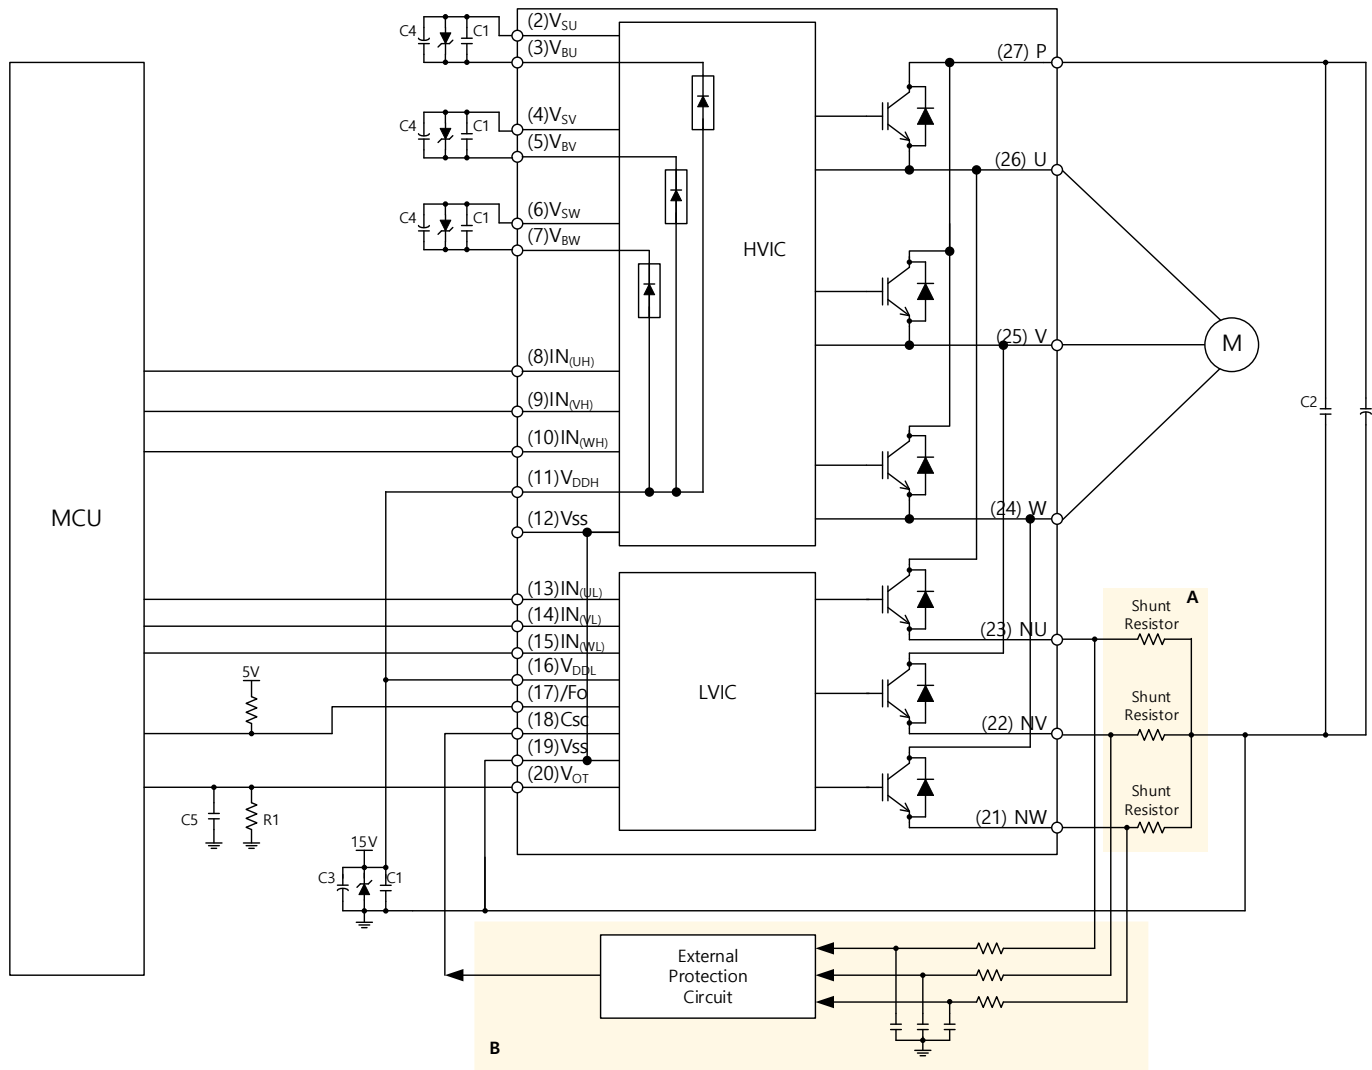 C4
C1
(2)VSU
(3)VBU
(27) P
C4
C1
(4)VSV
(5)VBV
(26) U
C4
C1
(6)VSW
(7)VBW
HVIC
(25) V
M
(8)IN(UH)
(9)IN(VH)
(10)IN(WH)
C2
(11)VDDH
(12)Vss
(24) W
MCU
(13)IN(UL)
(14)IN(VL)
(15)IN(WL)
(16)VDDL
(17)/Fo
(18)Csc
(19)Vss
(20)VOT
LVIC
(23) NU
(22) NV
(21) NW
A
Shunt
Resistor
Shunt
Resistor
Shunt
Resistor
5V
C5
R1
15V
C3
C1
External
Protection
Circuit
B